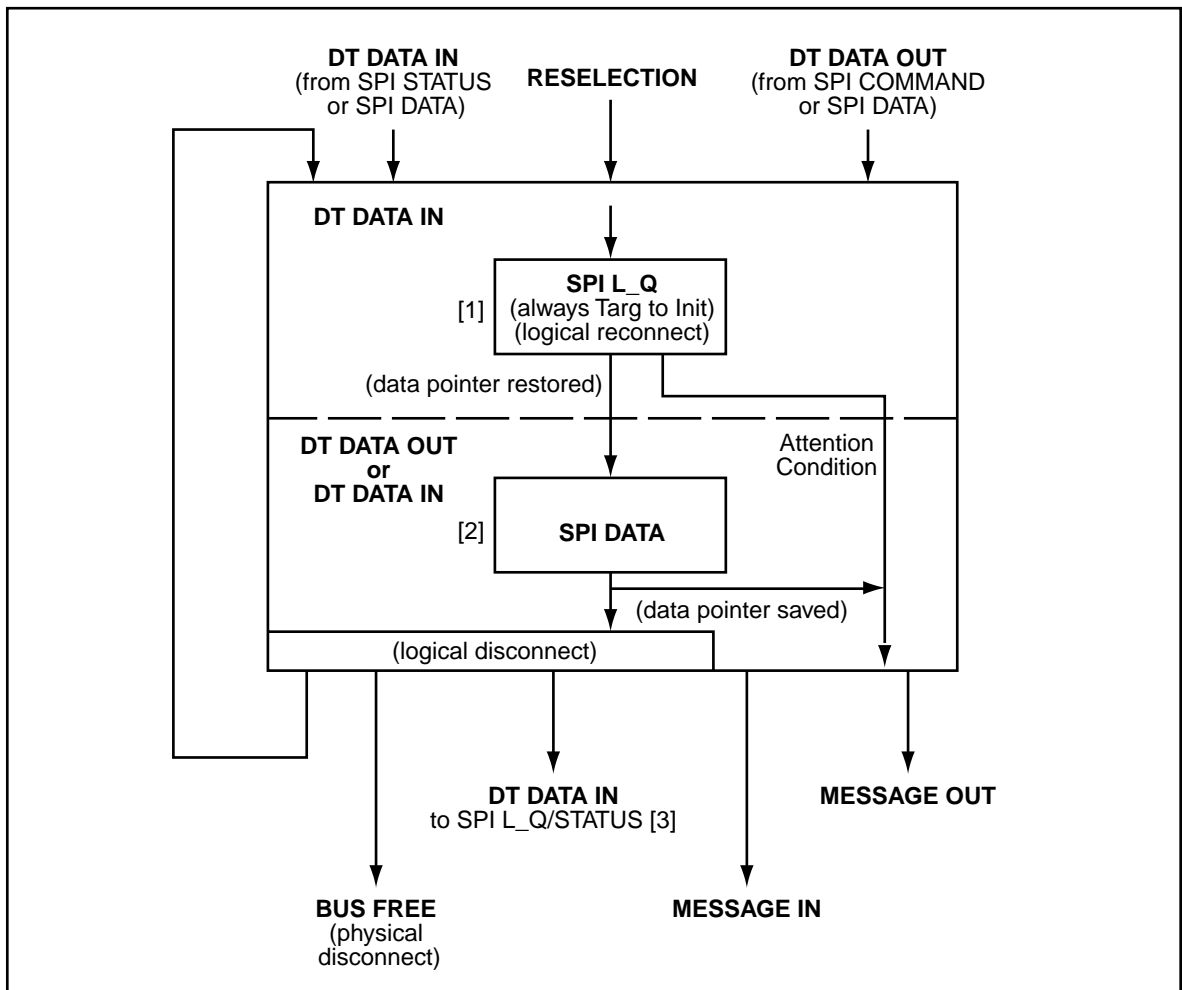 DT DATA IN
(from SPI STATUS
or SPI DATA)
RESELECTION
DT DATA OUT
(from SPI COMMAND
or SPI DATA)
DT DATA IN
SPI L_Q
(always Targ to Init)
(logical reconnect)
[1]
(data pointer restored)
DT DATA OUT
or
DT DATA IN
Attention
Condition
[2]
SPI DATA
(data pointer saved)
(logical disconnect)
DT DATA IN
to SPI L_Q/STATUS [3]
MESSAGE OUT
BUS FREE
(physical
disconnect)
MESSAGE IN